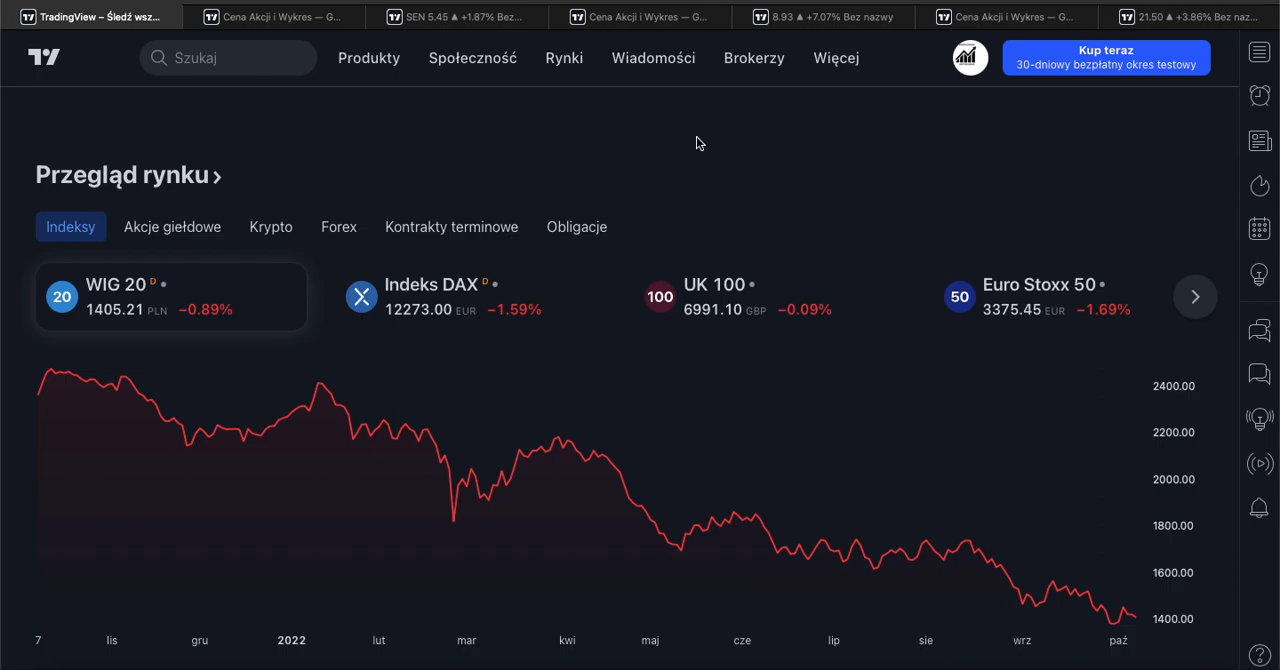 TradingView – Śledź wsz...
Cena Akcji i Wykres — G...
SEN 5.45 ▲ +1.87% Bez...
Cena Akcji i Wykres — G...
8.93 ▲ +7.07% Bez nazwy
Cena Akcji i Wykres — G...
21.50 ▲ +3.86% Bez naz...
Szukaj
Produkty
Społeczność
Rynki
Wiadomości
Brokerzy
Więcej
Kup teraz
30-dniowy bezpłatny okres testowy
Przegląd rynku ›
Indeksy
Akcje giełdowe
Krypto
Forex
Kontrakty terminowe
Obligacje
20
WIG 20 D
1405.21 PLN −0.89%
Indeks DAX D
12273.00 EUR −1.59%
100
UK 100
6991.10 GBP −0.09%
50
Euro Stoxx 50
3375.45 EUR −1.69%
2400.00
2200.00
2000.00
1800.00
1600.00
1400.00
7 lis gru 2022 lut mar kwi maj cze lip sie wrz paź